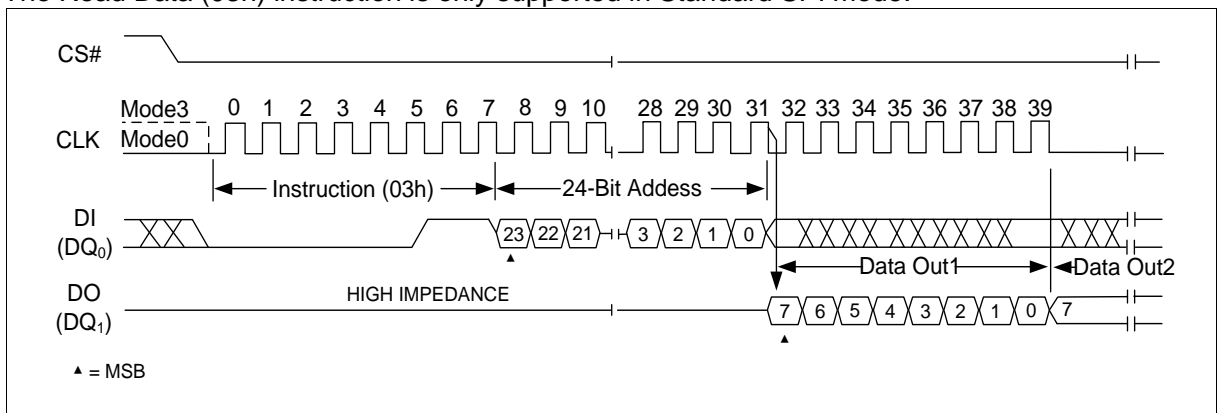 The Read Data (03h) instruction is only supported in Standard SPI mode.
CS#
Mode3 0 1 2 3 4 5 6 7 8 9 10 28 29 30 31 32 33 34 35 36 37 38 39
CLK Mode0
Instruction (03h) 24-Bit Addess
DI
(DQ0)
23 22 21 3 2 1 0
▲
Data Out1 Data Out2
DO
(DQ1)
HIGH IMPEDANCE
7 6 5 4 3 2 1 0 7
▲
▲ = MSB